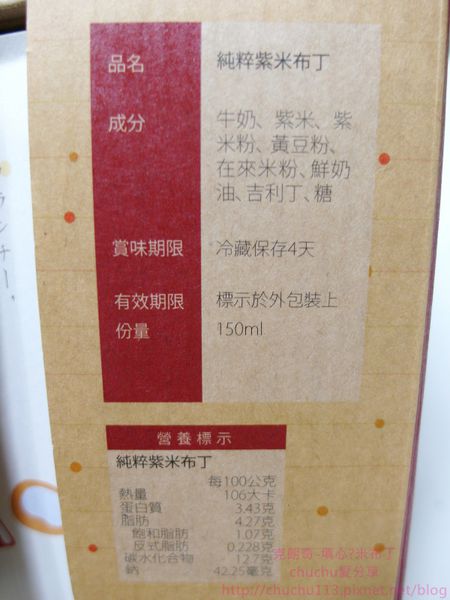 品名 純粹紫米布丁
成分 牛奶、紫米、紫
米粉、黃豆粉、
在來米粉、鮮奶
油、吉利丁、糖
賞味期限 冷藏保存4天
有效期限 標示於外包裝上
份量 150ml
營養標示
純粹紫米布丁
每100公克
熱量 106大卡
蛋白質 3.43克
脂肪 4.27克
飽和脂肪 1.07克
反式脂肪 0.228克
碳水化合物 12.7克
鈉 42.25毫克
chuchu愛分享
http://chuchu113.pixnet.net/blog